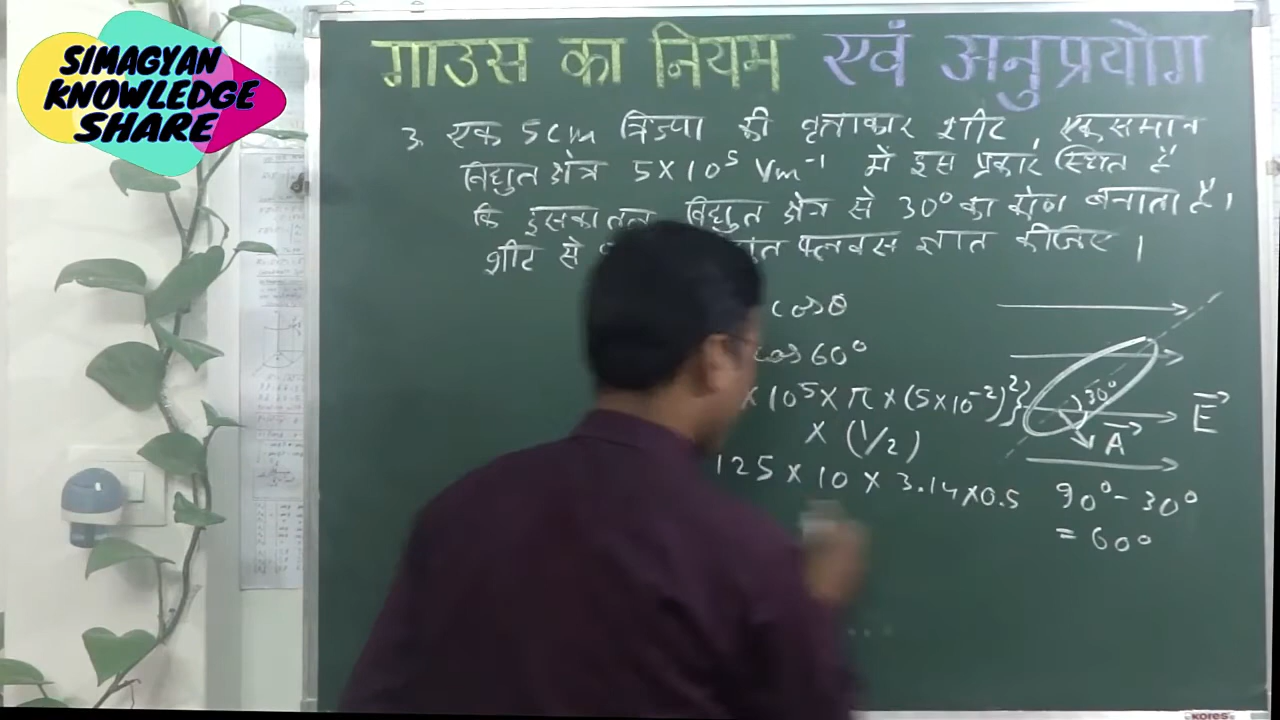 SIMAGYAN
KNOWLEDGE
SHARE
गाउस का नियम एवं अनुप्रयोग
3. एक 5cm त्रिज्या की वृत्ताकार शीट, एकसमान
विद्युत क्षेत्र 5×10⁵ Vm⁻¹ में इस प्रकार स्थित है
कि इसका तल विद्युत क्षेत्र से 30° का कोण बनाता है।
शीट से फ्लक्स ज्ञात कीजिए।
cosθ
cos60°
×10⁵×π×(5×10⁻²)²}
×(1/2)
125×10×3.14×0.5
30°
E
A
90°-30°
=60°
kores